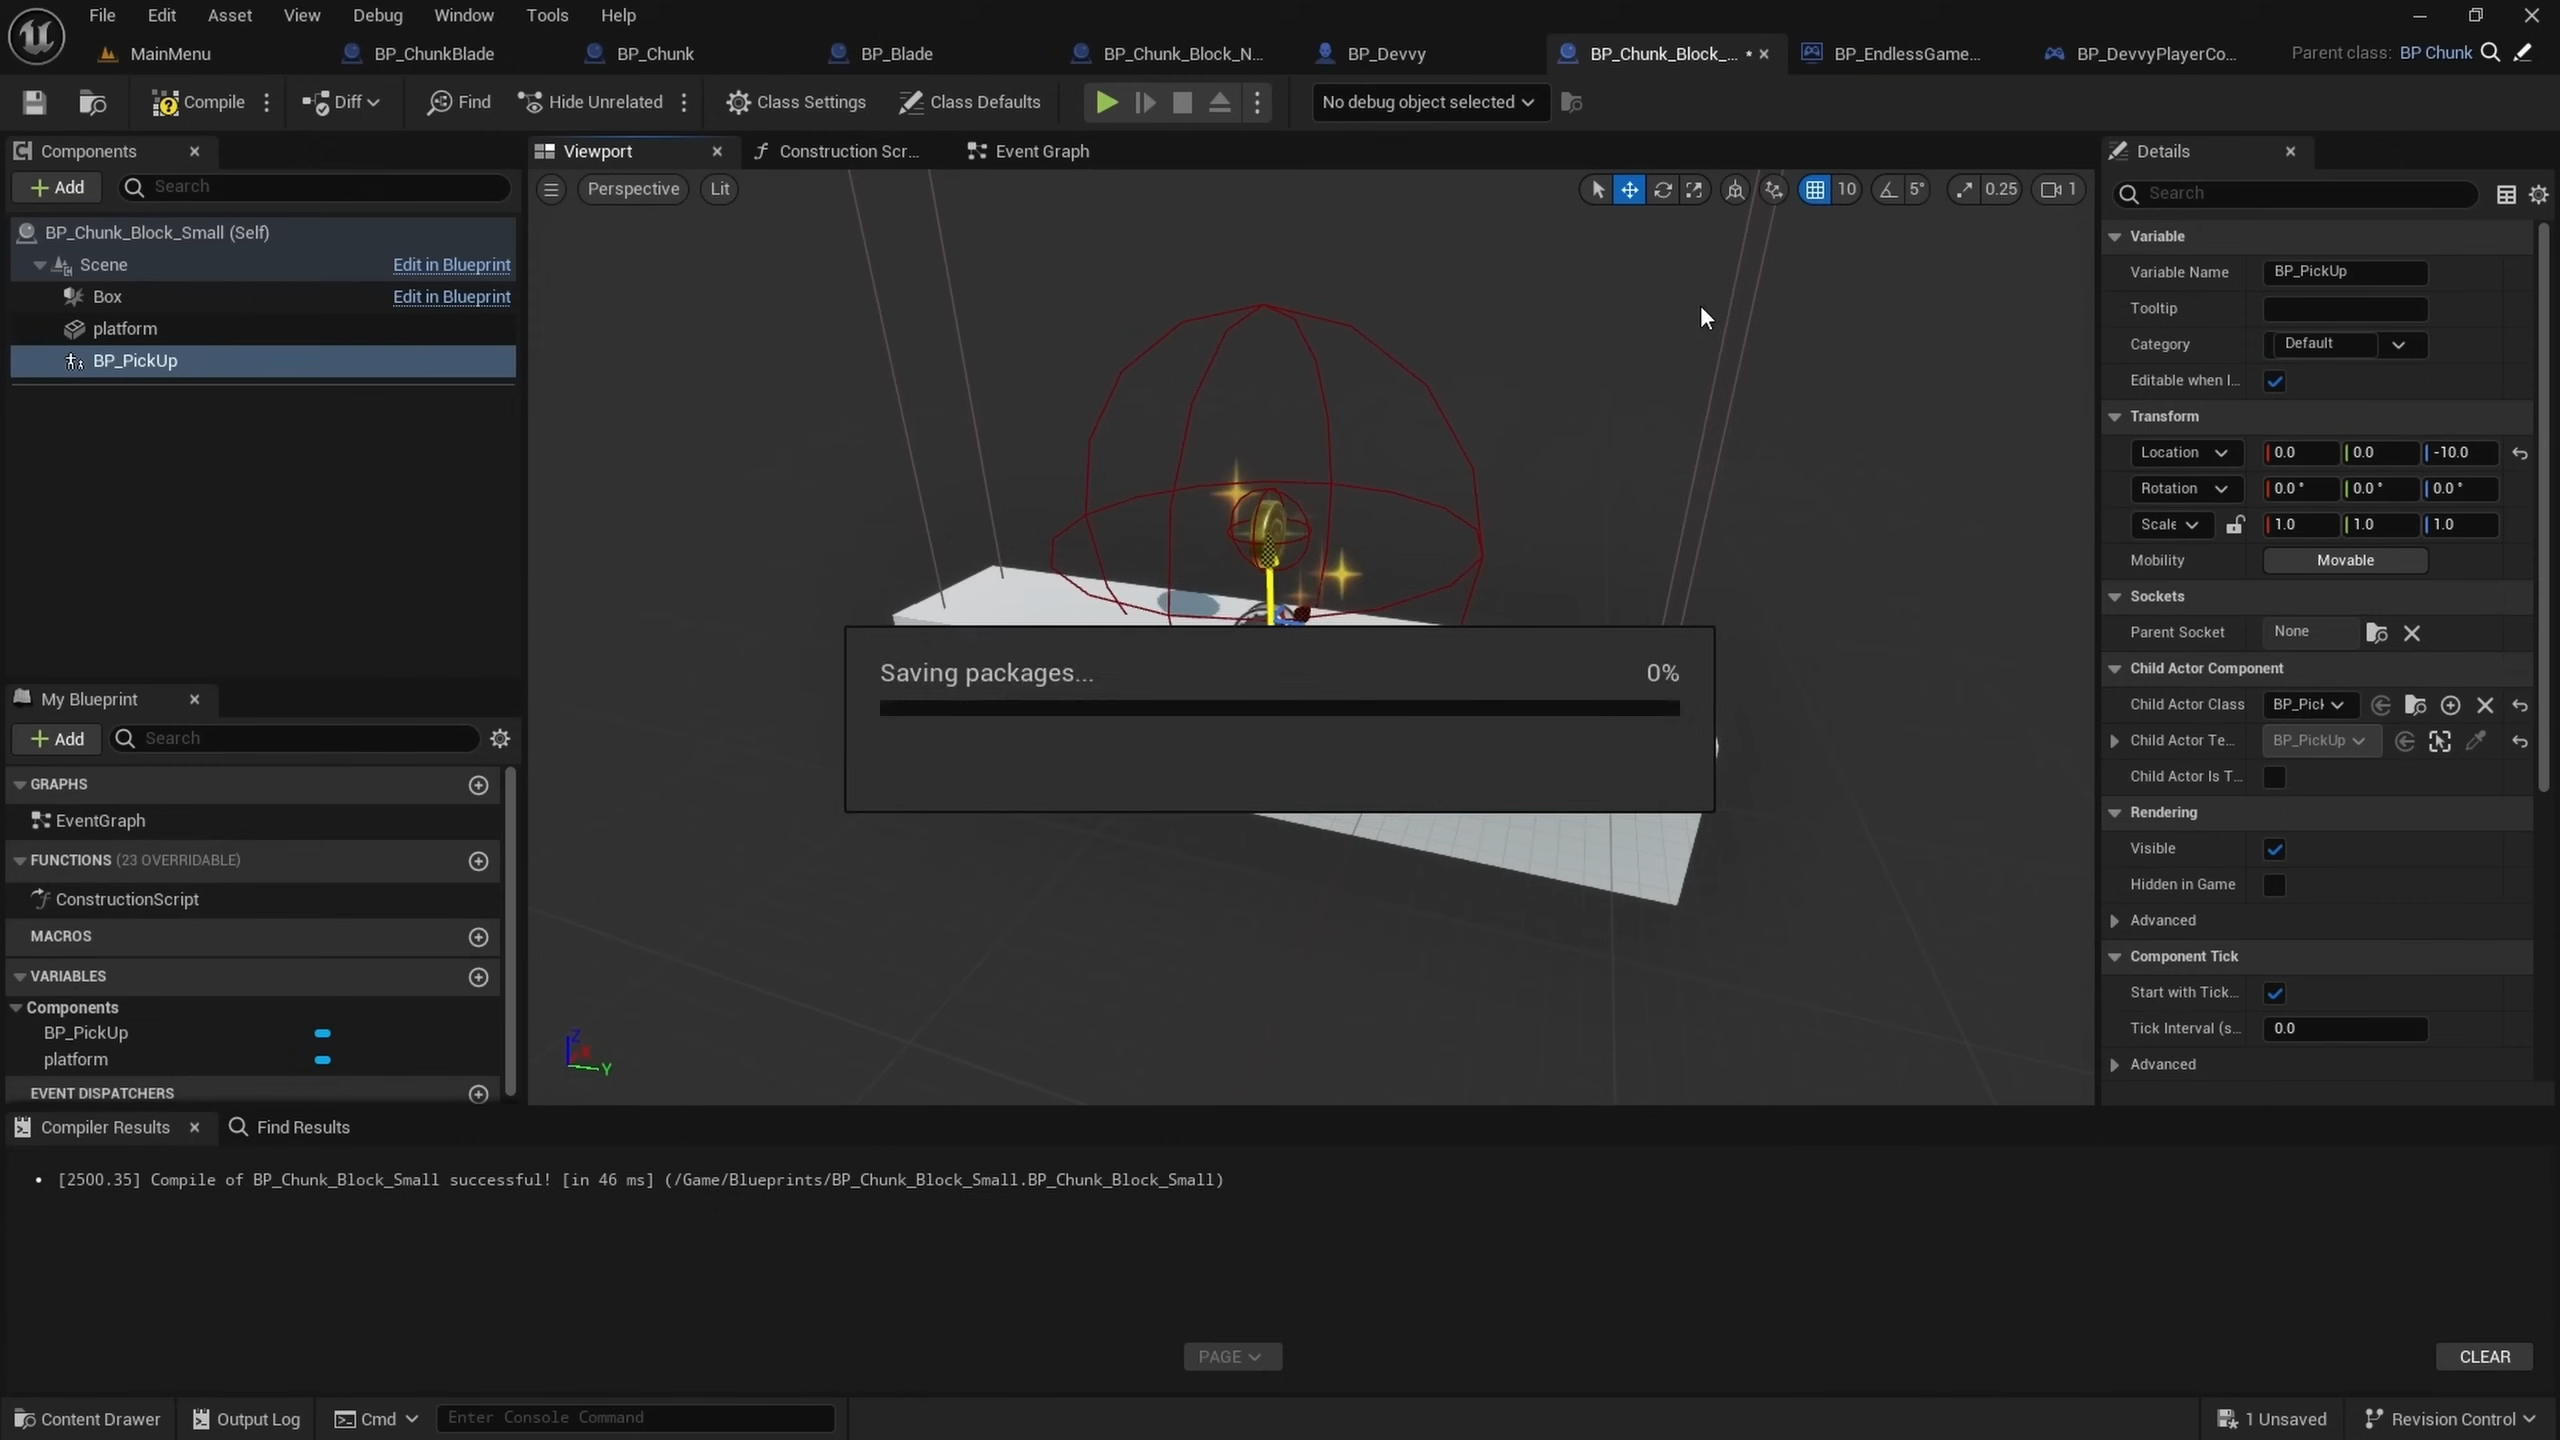 File Edit Asset View Debug Window Tools Help
MainMenu BP_ChunkBlade BP_Chunk BP_Blade BP_Chunk_Block_N... BP_Devvy BP_Chunk_Block_... • BP_EndlessGame... BP_DevvyPlayerCo... Parent class: BP Chunk
Compile Diff Find Hide Unrelated Class Settings Class Defaults No debug object selected
Components
Add Search
BP_Chunk_Block_Small (Self)
Scene Edit in Blueprint
Box Edit in Blueprint
platform
BP_PickUp
My Blueprint
Add Search
GRAPHS
EventGraph
FUNCTIONS (23 OVERRIDABLE)
ConstructionScript
MACROS
VARIABLES
Components
BP_PickUp
platform
EVENT DISPATCHERS
Viewport Construction Scr... Event Graph
Perspective Lit 10 5° 0.25 1
Saving packages... 0%
Z
X
Y
Details
Search
Variable
Variable Name BP_PickUp
Tooltip
Category Default
Editable when I...
Transform
Location 0.0 0.0 -10.0
Rotation 0.0 ° 0.0 ° 0.0 °
Scale 1.0 1.0 1.0
Mobility Movable
Sockets
Parent Socket None
Child Actor Component
Child Actor Class BP_Pick
Child Actor Te... BP_PickUp
Child Actor Is T...
Rendering
Visible
Hidden in Game
Advanced
Component Tick
Start with Tick...
Tick Interval (s... 0.0
Advanced
Compiler Results Find Results
• [2500.35] Compile of BP_Chunk_Block_Small successful! [in 46 ms] (/Game/Blueprints/BP_Chunk_Block_Small.BP_Chunk_Block_Small)
PAGE CLEAR
Content Drawer Output Log Cmd Enter Console Command 1 Unsaved Revision Control